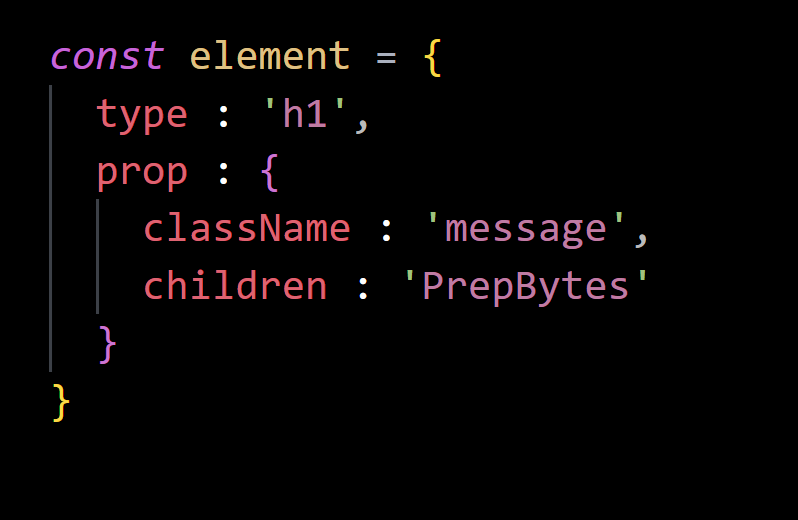 const element = {
type : 'h1',
prop : {
className : 'message',
children : 'PrepBytes'
}
}